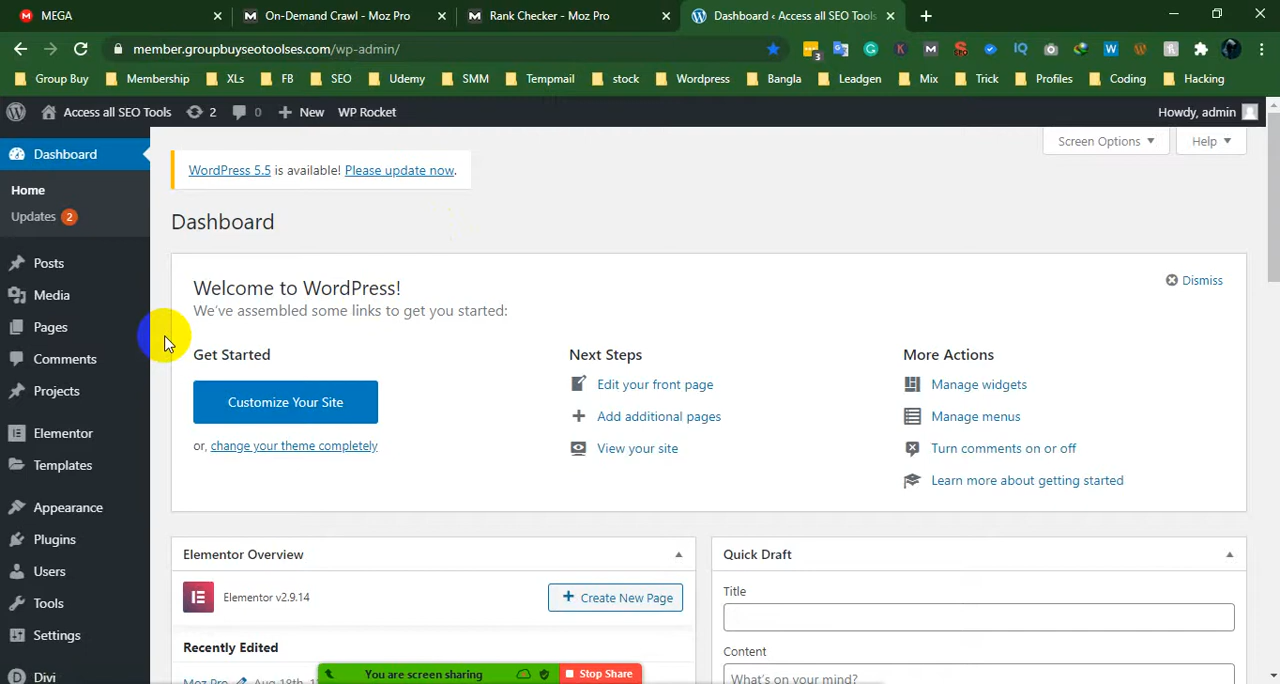 MEGA
On-Demand Crawl - Moz Pro
Rank Checker - Moz Pro
Dashboard ‹ Access all SEO Tools
member.groupbuyseotoolses.com/wp-admin/
3
IQ
W
Group Buy
Membership
XLs
FB
SEO
Udemy
SMM
Tempmail
stock
Wordpress
Bangla
Leadgen
Mix
Trick
Profiles
Coding
Hacking
Access all SEO Tools
2
0
New
WP Rocket
Howdy, admin
Dashboard
Home
Updates 2
Posts
Media
Pages
Comments
Projects
Elementor
Templates
Appearance
Plugins
Users
Tools
Settings
Divi
Screen Options
Help
WordPress 5.5 is available! Please update now.
Dashboard
Welcome to WordPress!
We've assembled some links to get you started:
Dismiss
Get Started
Customize Your Site
or, change your theme completely
Next Steps
Edit your front page
Add additional pages
View your site
More Actions
Manage widgets
Manage menus
Turn comments on or off
Learn more about getting started
Elementor Overview
Elementor v2.9.14
Create New Page
Recently Edited
Moz Pro
Aug 18th,
Quick Draft
Title
Content
What's on your mind?
You are screen sharing
Stop Share